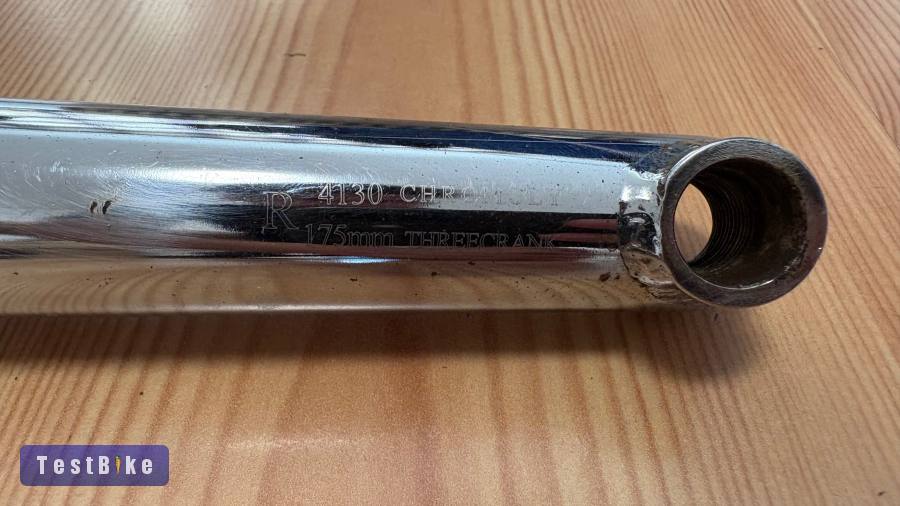 R 4130 CHROMOLY
175mm THREECRANK
TestBike